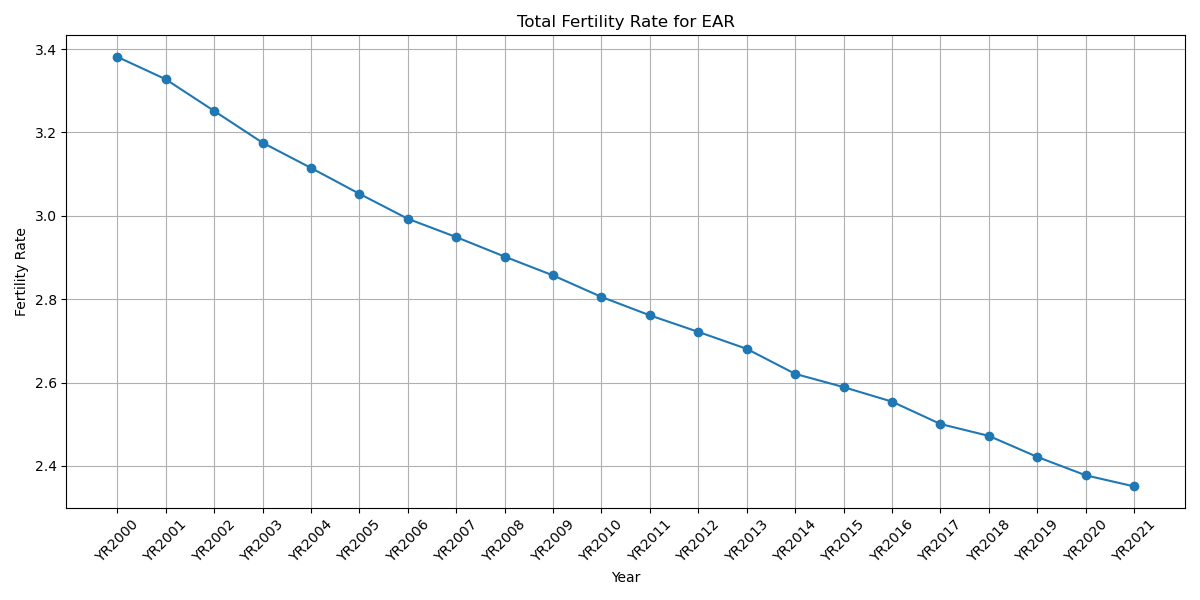 Total Fertility Rate for EAR
Fertility Rate
3.4
3.2
3.0
2.8
2.6
2.4
YR2000
YR2001
YR2002
YR2003
YR2004
YR2005
YR2006
YR2007
YR2008
YR2009
YR2010
YR2011
YR2012
YR2013
YR2014
YR2015
YR2016
YR2017
YR2018
YR2019
YR2020
YR2021
Year